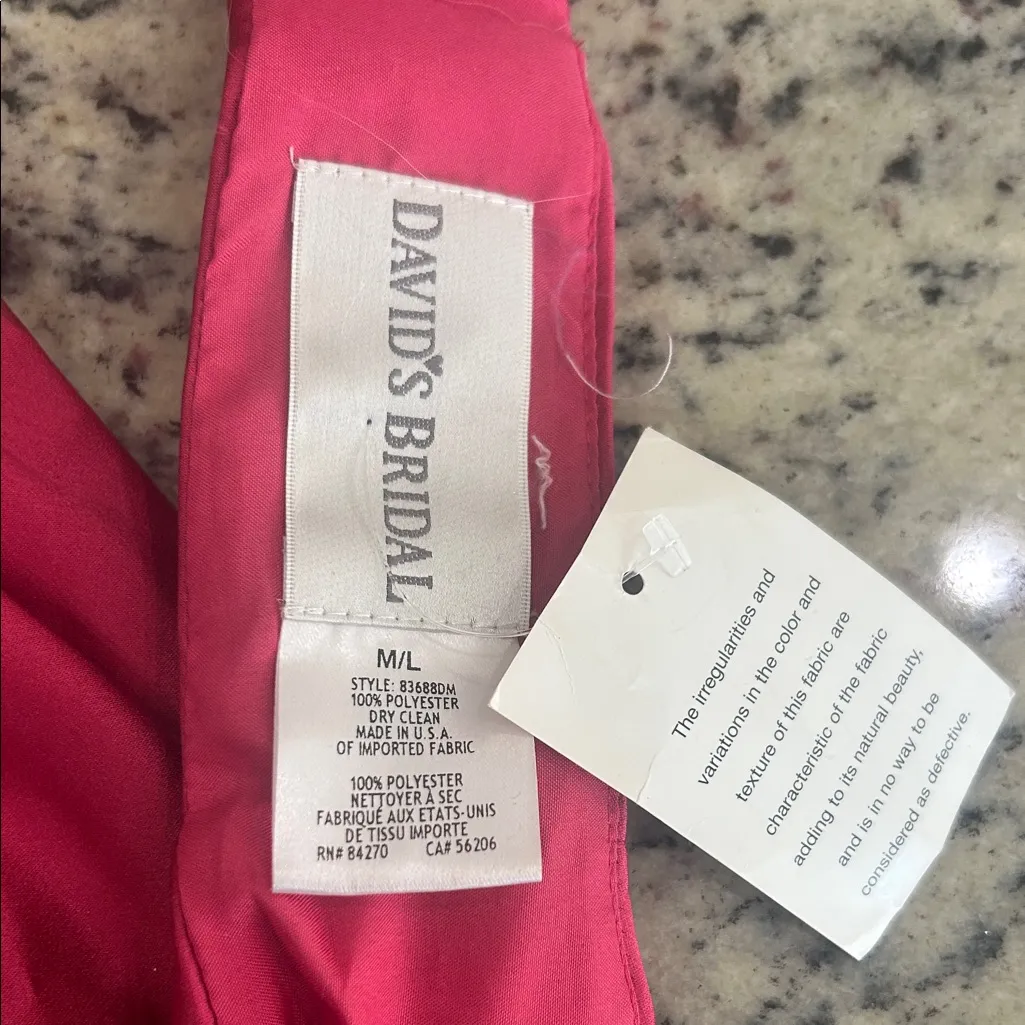 DAVID'S BRIDAL
M/L
STYLE: 83688DM
100% POLYESTER
DRY CLEAN
MADE IN U.S.A.
OF IMPORTED FABRIC
100% POLYESTER
NETTOYER À SEC
FABRIQUÉ AUX ETATS-UNIS
DE TISSU IMPORTE
RN# 84270 CA# 56206
The irregularities and
variations in the color and
texture of this fabric are
characteristic of the fabric
adding to its natural beauty,
and is in no way to be
considered as defective.